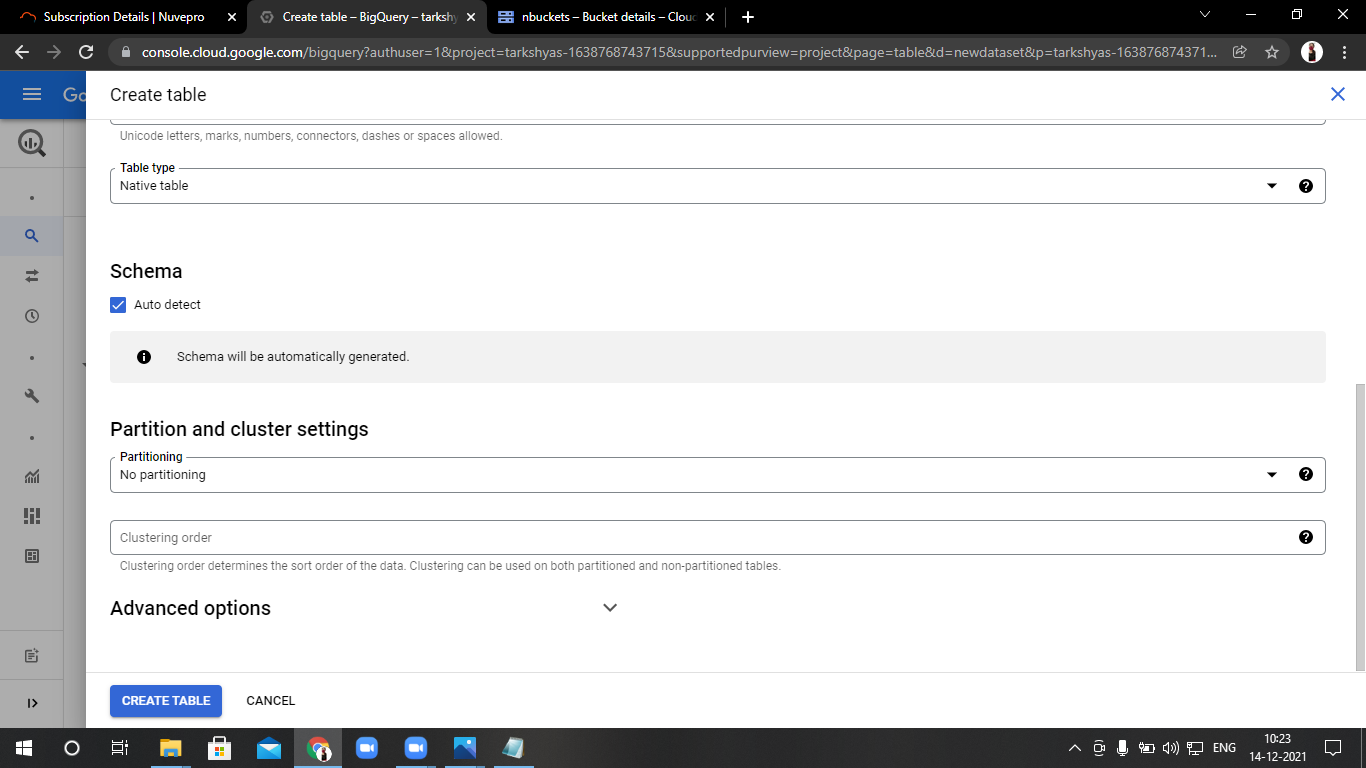 Subscription Details | Nuvepro
Create table – BigQuery – tarkshy
nbuckets – Bucket details – Cloud
console.cloud.google.com/bigquery?authuser=1&project=tarkshyas-1638768743715&supportedpurview=project&page=table&d=newdataset&p=tarkshyas-163876874371...
Go
Create table
Unicode letters, marks, numbers, connectors, dashes or spaces allowed.
Table type
Native table
Schema
Auto detect
Schema will be automatically generated.
Partition and cluster settings
Partitioning
No partitioning
Clustering order
Clustering order determines the sort order of the data. Clustering can be used on both partitioned and non-partitioned tables.
Advanced options
CREATE TABLE CANCEL
ENG
10:23
14-12-2021